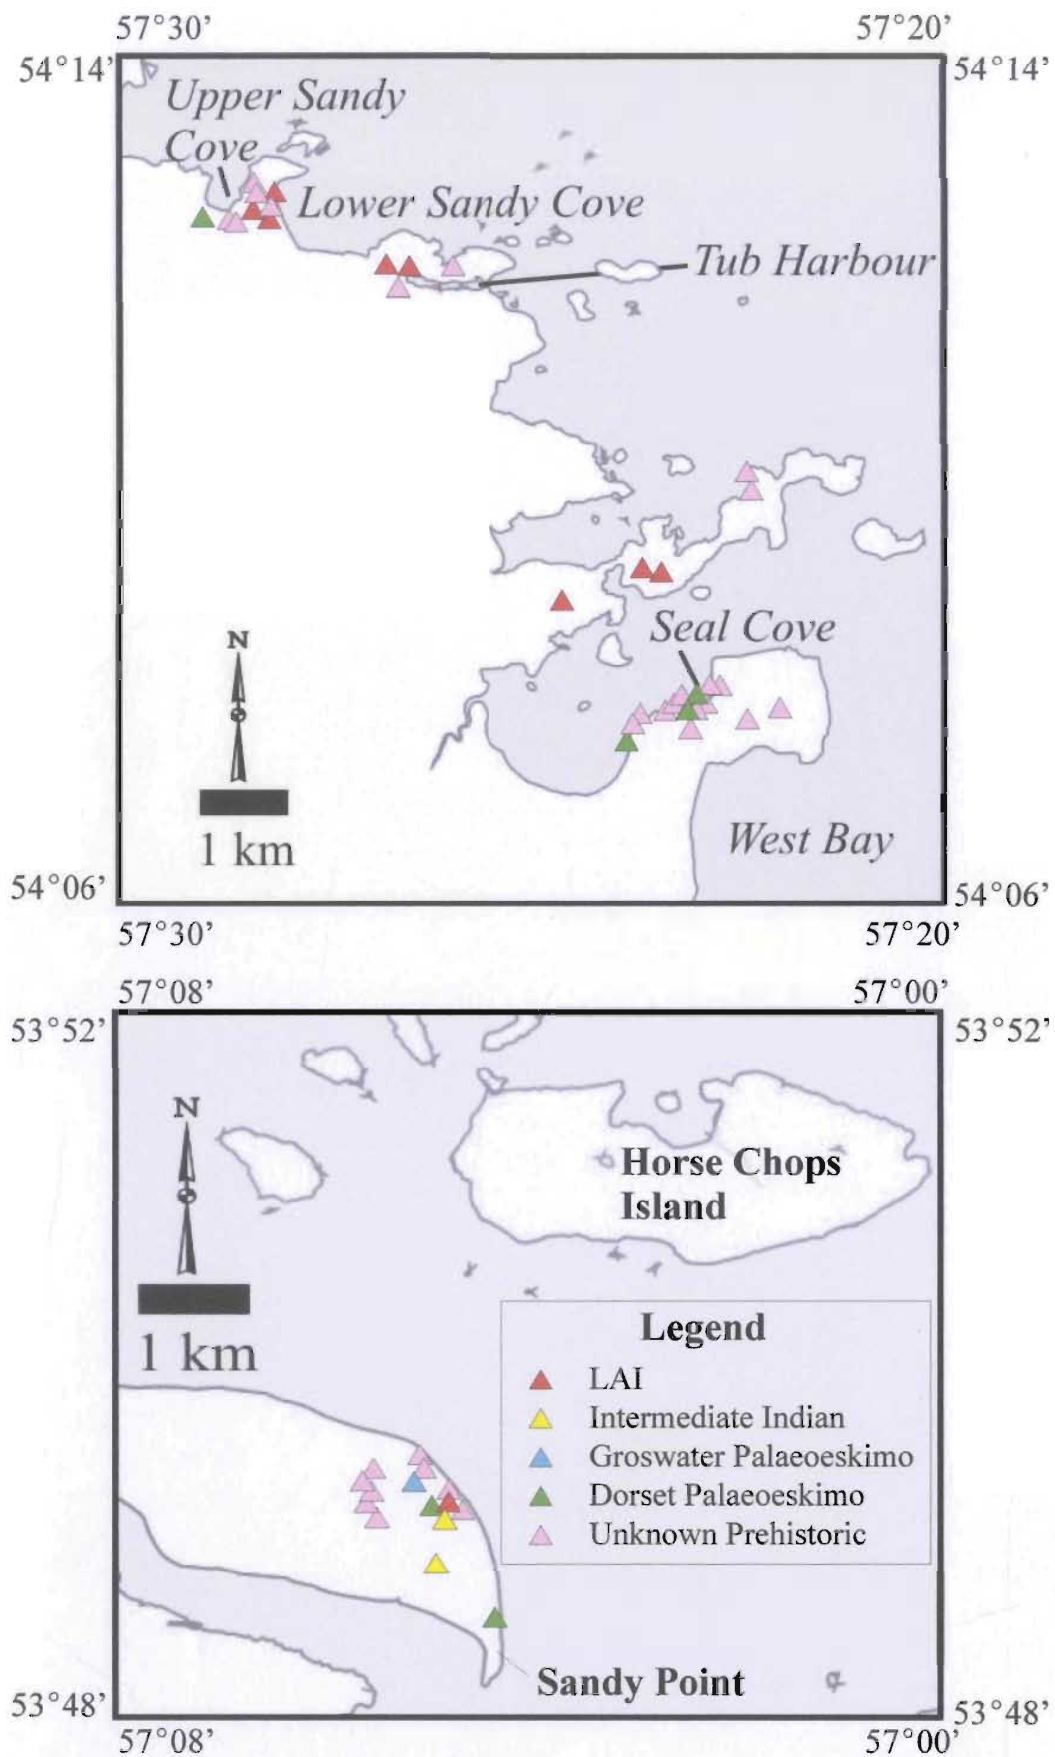 57°30’ 57°20’
54°14’ 54°14’
Upper Sandy
Cove
Lower Sandy Cove
Tub Harbour
Seal Cove
N
1 km
West Bay
54°06’ 54°06’
57°30’ 57°20’
57°08’ 57°00’
53°52’ 53°52’
N
Horse Chops
Island
1 km
Legend
LAI
Intermediate Indian
Groswater Palaeoeskimo
Dorset Palaeoeskimo
Unknown Prehistoric
Sandy Point
53°48’ 53°48’
57°08’ 57°00’